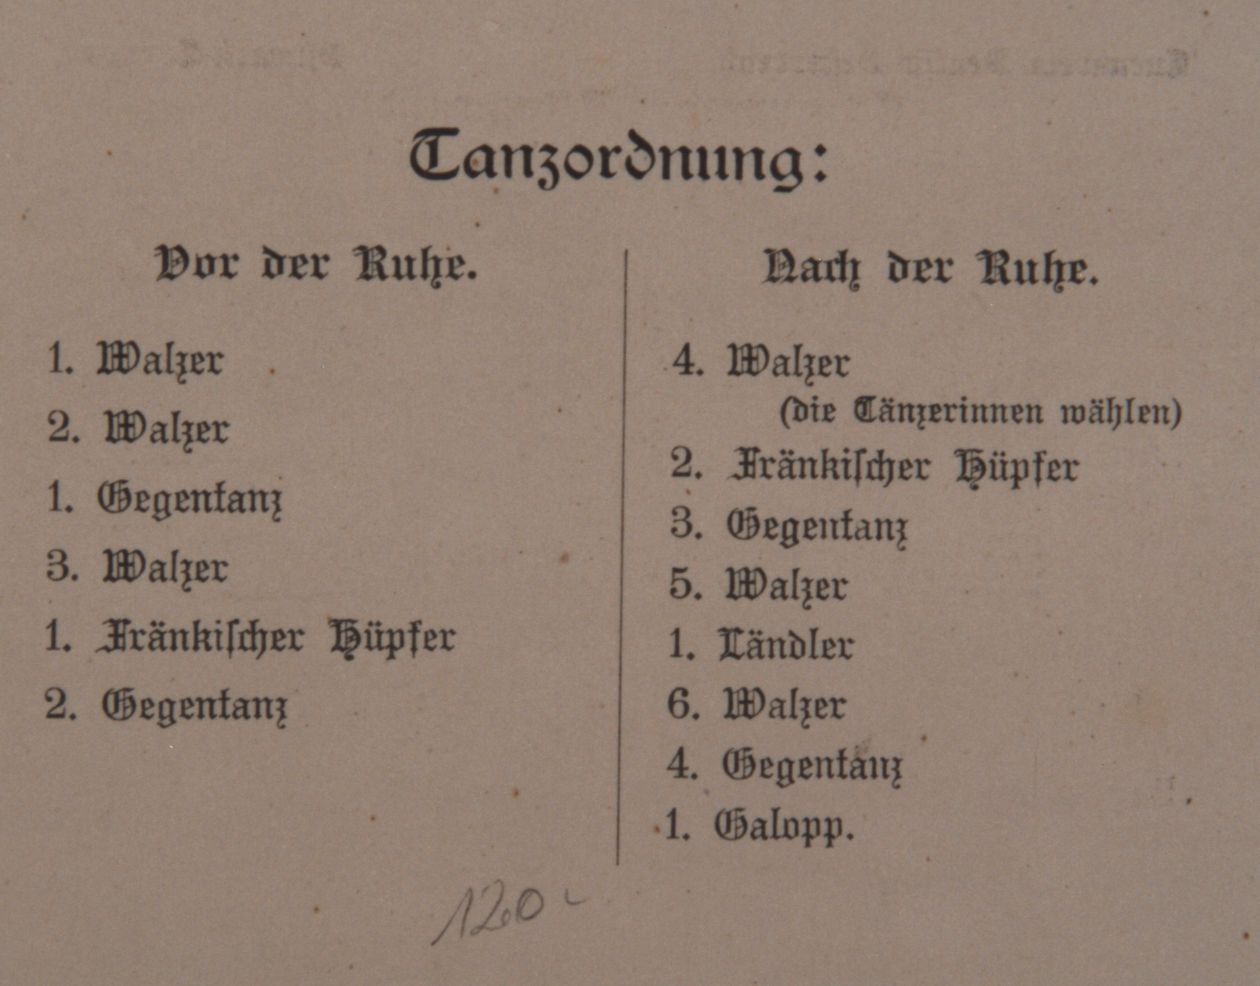 Tanzordnung:
Vor der Ruhe.
1. Walzer
2. Walzer
1. Gegentanz
3. Walzer
1. Fränkischer Hüpfer
2. Gegentanz
Nach der Ruhe.
4. Walzer
(die Tänzerinnen wählen)
2. Fränkischer Hüpfer
3. Gegentanz
5. Walzer
1. Ländler
6. Walzer
4. Gegentanz
1. Galopp.
120-